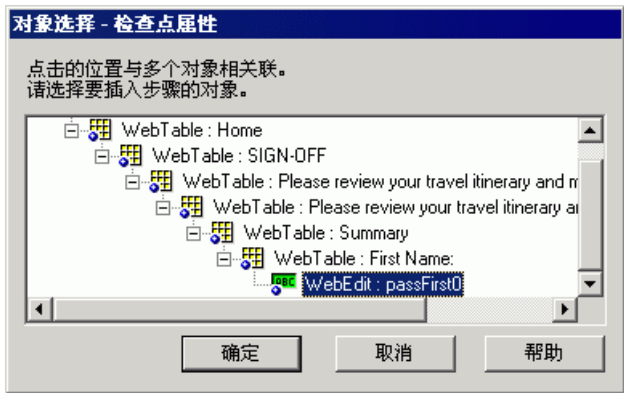 对象选择 - 检查点属性
点击的位置与多个对象相关联。
请选择要插入步骤的对象。
WebTable : Home
WebTable : SIGN-OFF
WebTable : Please review your travel itinerary and m
WebTable : Please review your travel itinerary a
WebTable : Summary
WebTable : First Name:
ABC WebEdit : passFirst0
确定 取消 帮助